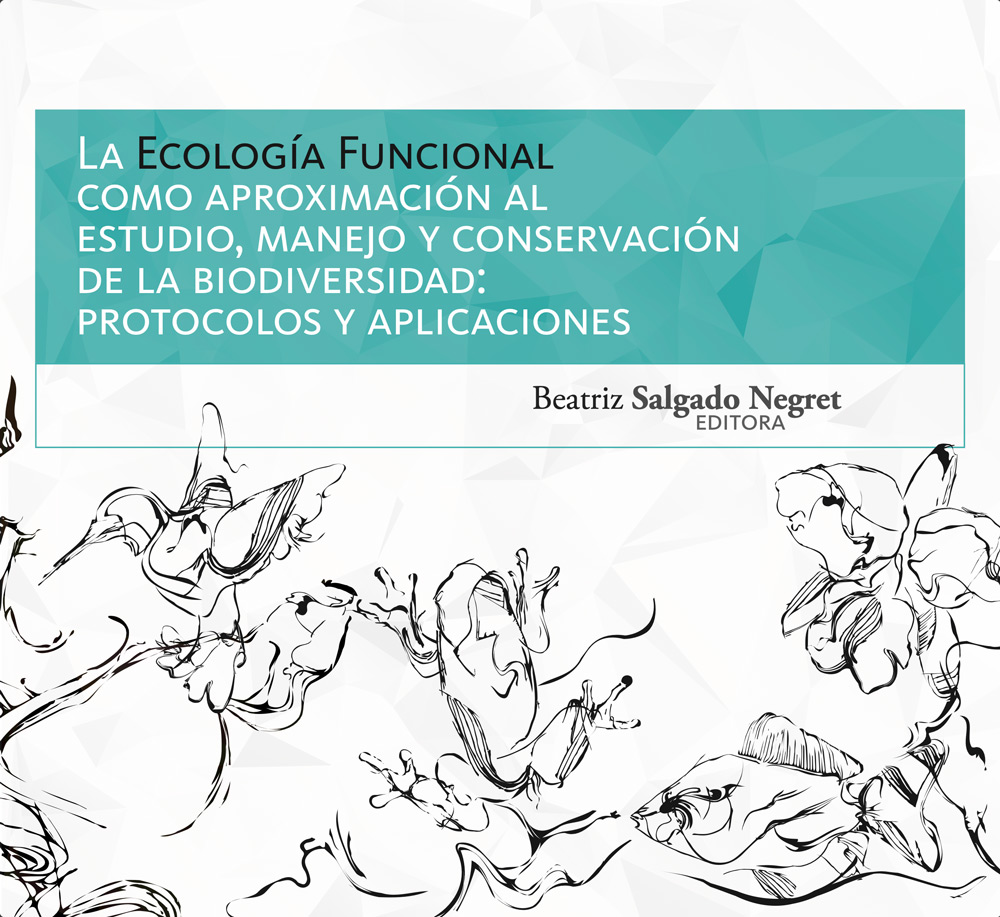 La Ecología Funcional
como aproximación al
estudio, manejo y conservación
de la biodiversidad:
protocolos y aplicaciones
Beatriz Salgado Negret
EDITORA